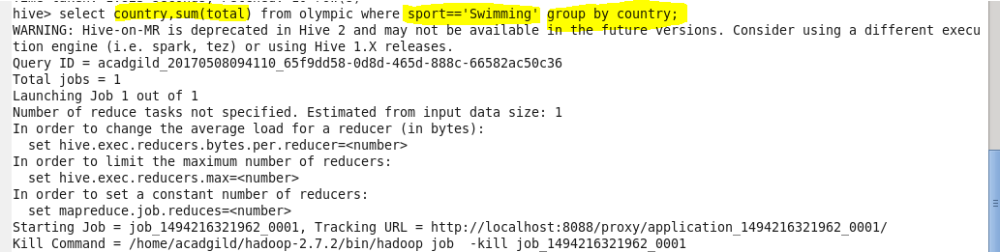 hive> select country,sum(total) from olympic where sport=='Swimming' group by country;
WARNING: Hive-on-MR is deprecated in Hive 2 and may not be available in the future versions. Consider using a different execu
tion engine (i.e. spark, tez) or using Hive 1.X releases.
Query ID = acadgild_20170508094110_65f9dd58-0d8d-465d-888c-66582ac50c36
Total jobs = 1
Launching Job 1 out of 1
Number of reduce tasks not specified. Estimated from input data size: 1
In order to change the average load for a reducer (in bytes):
  set hive.exec.reducers.bytes.per.reducer=<number>
In order to limit the maximum number of reducers:
  set hive.exec.reducers.max=<number>
In order to set a constant number of reducers:
  set mapreduce.job.reduces=<number>
Starting Job = job_1494216321962_0001, Tracking URL = http://localhost:8088/proxy/application_1494216321962_0001/
Kill Command = /home/acadgild/hadoop-2.7.2/bin/hadoop job  -kill job_1494216321962_0001